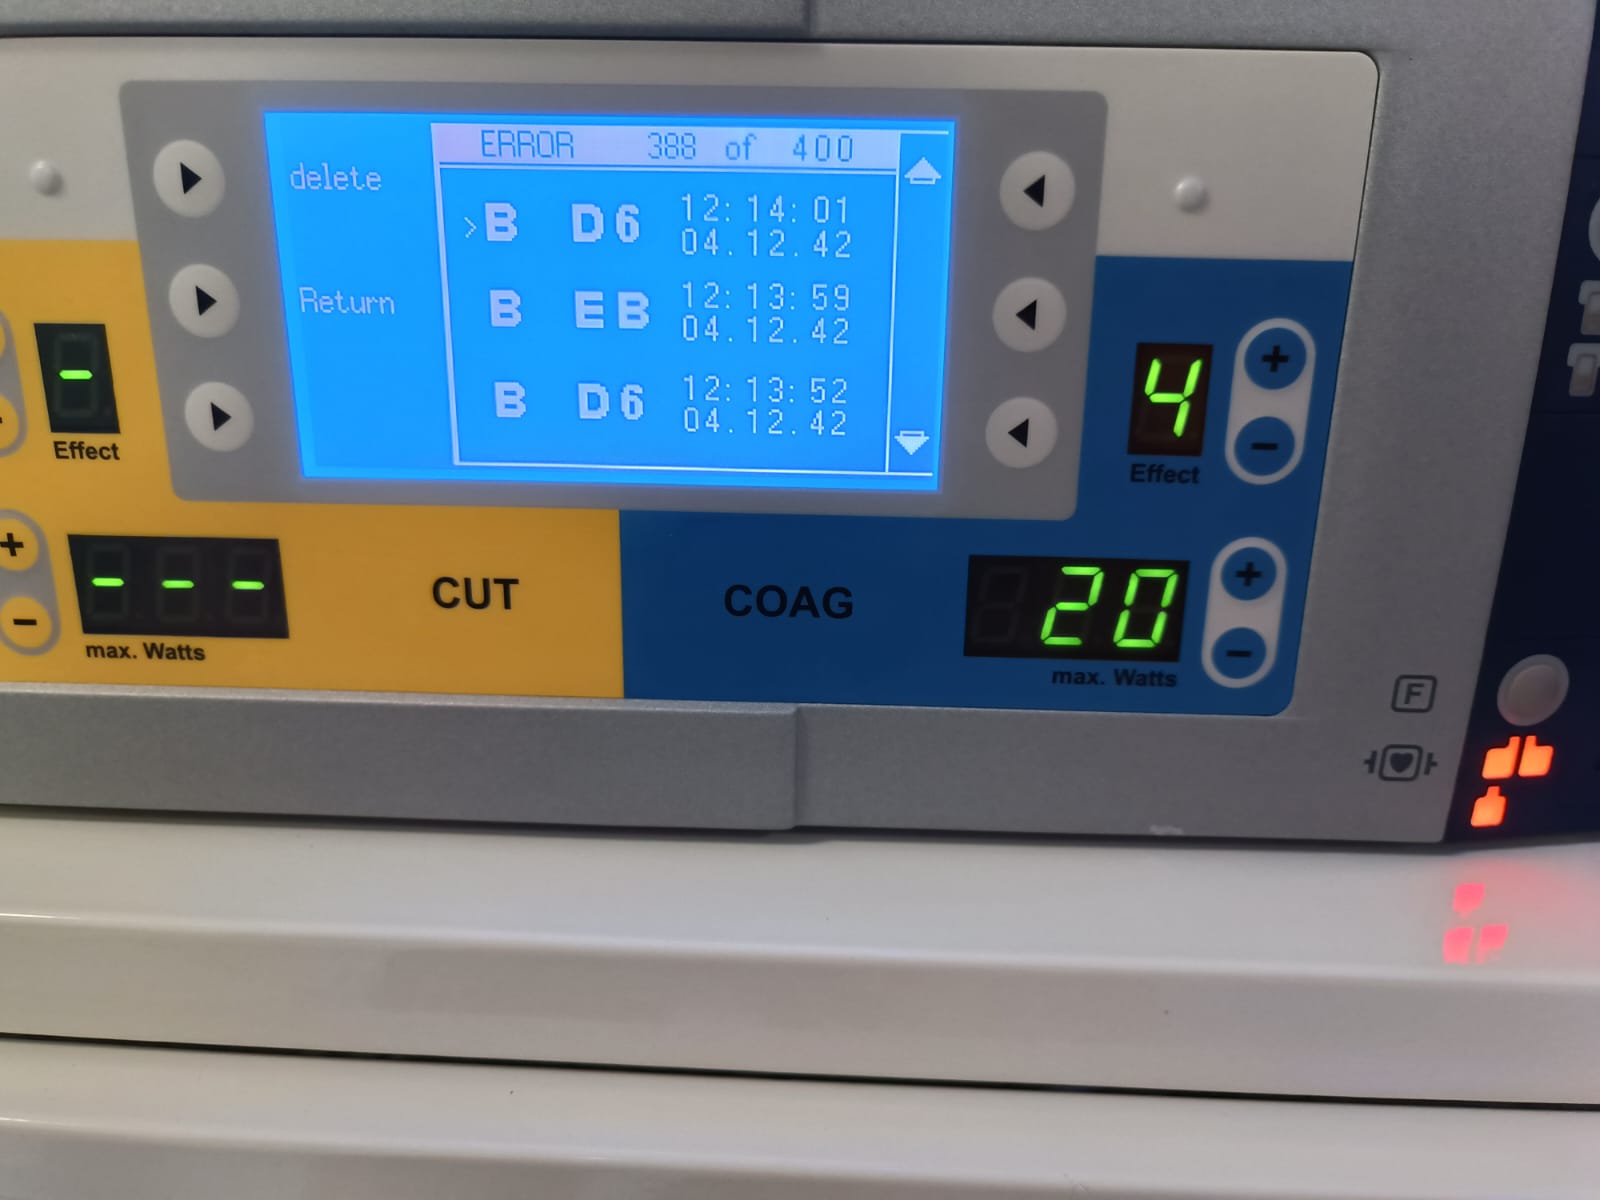 ERROR 388 of 400
delete
>B D6 12:14:01
04.12.42
Return
B EB 12:13:59
04.12.42
B D6 12:13:52
04.12.42
-
Effect
4
Effect
+
-
+
-
---
max. Watts
CUT
COAG
20
max. Watts
+
-
F